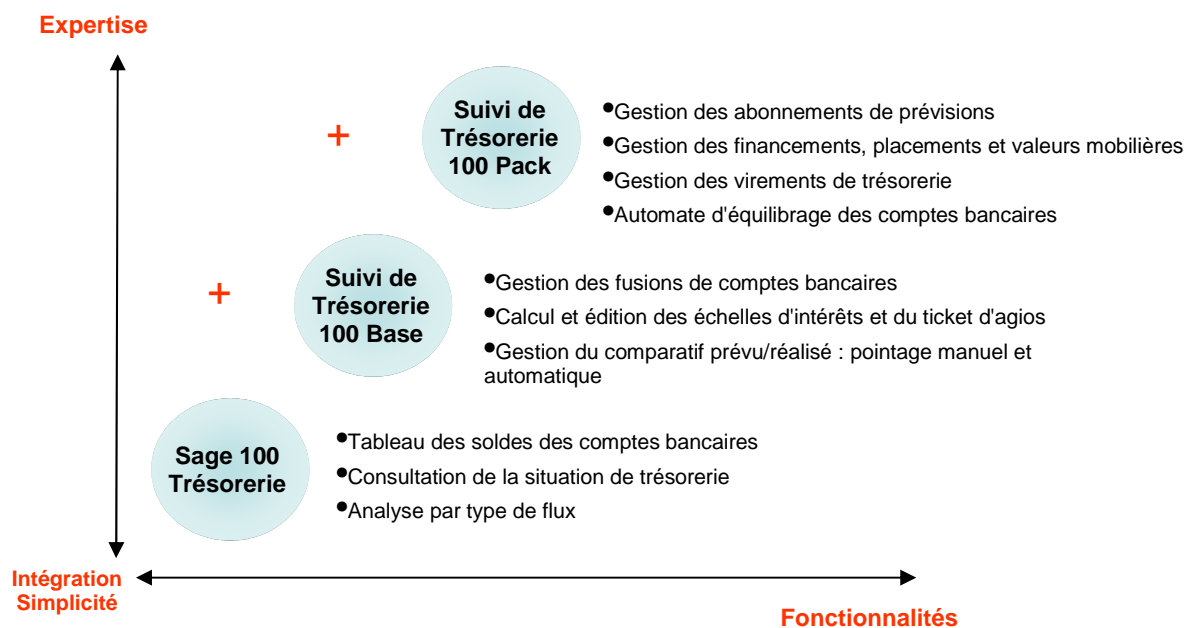 Expertise
Suivi de
Trésorerie
100 Pack
+
•Gestion des abonnements de prévisions
•Gestion des financements, placements et valeurs mobilières
•Gestion des virements de trésorerie
•Automate d'équilibrage des comptes bancaires
Suivi de
Trésorerie
100 Base
+
•Gestion des fusions de comptes bancaires
•Calcul et édition des échelles d'intérêts et du ticket d'agios
•Gestion du comparatif prévu/réalisé : pointage manuel et
automatique
Sage 100
Trésorerie
•Tableau des soldes des comptes bancaires
•Consultation de la situation de trésorerie
•Analyse par type de flux
Intégration
Simplicité
Fonctionnalités